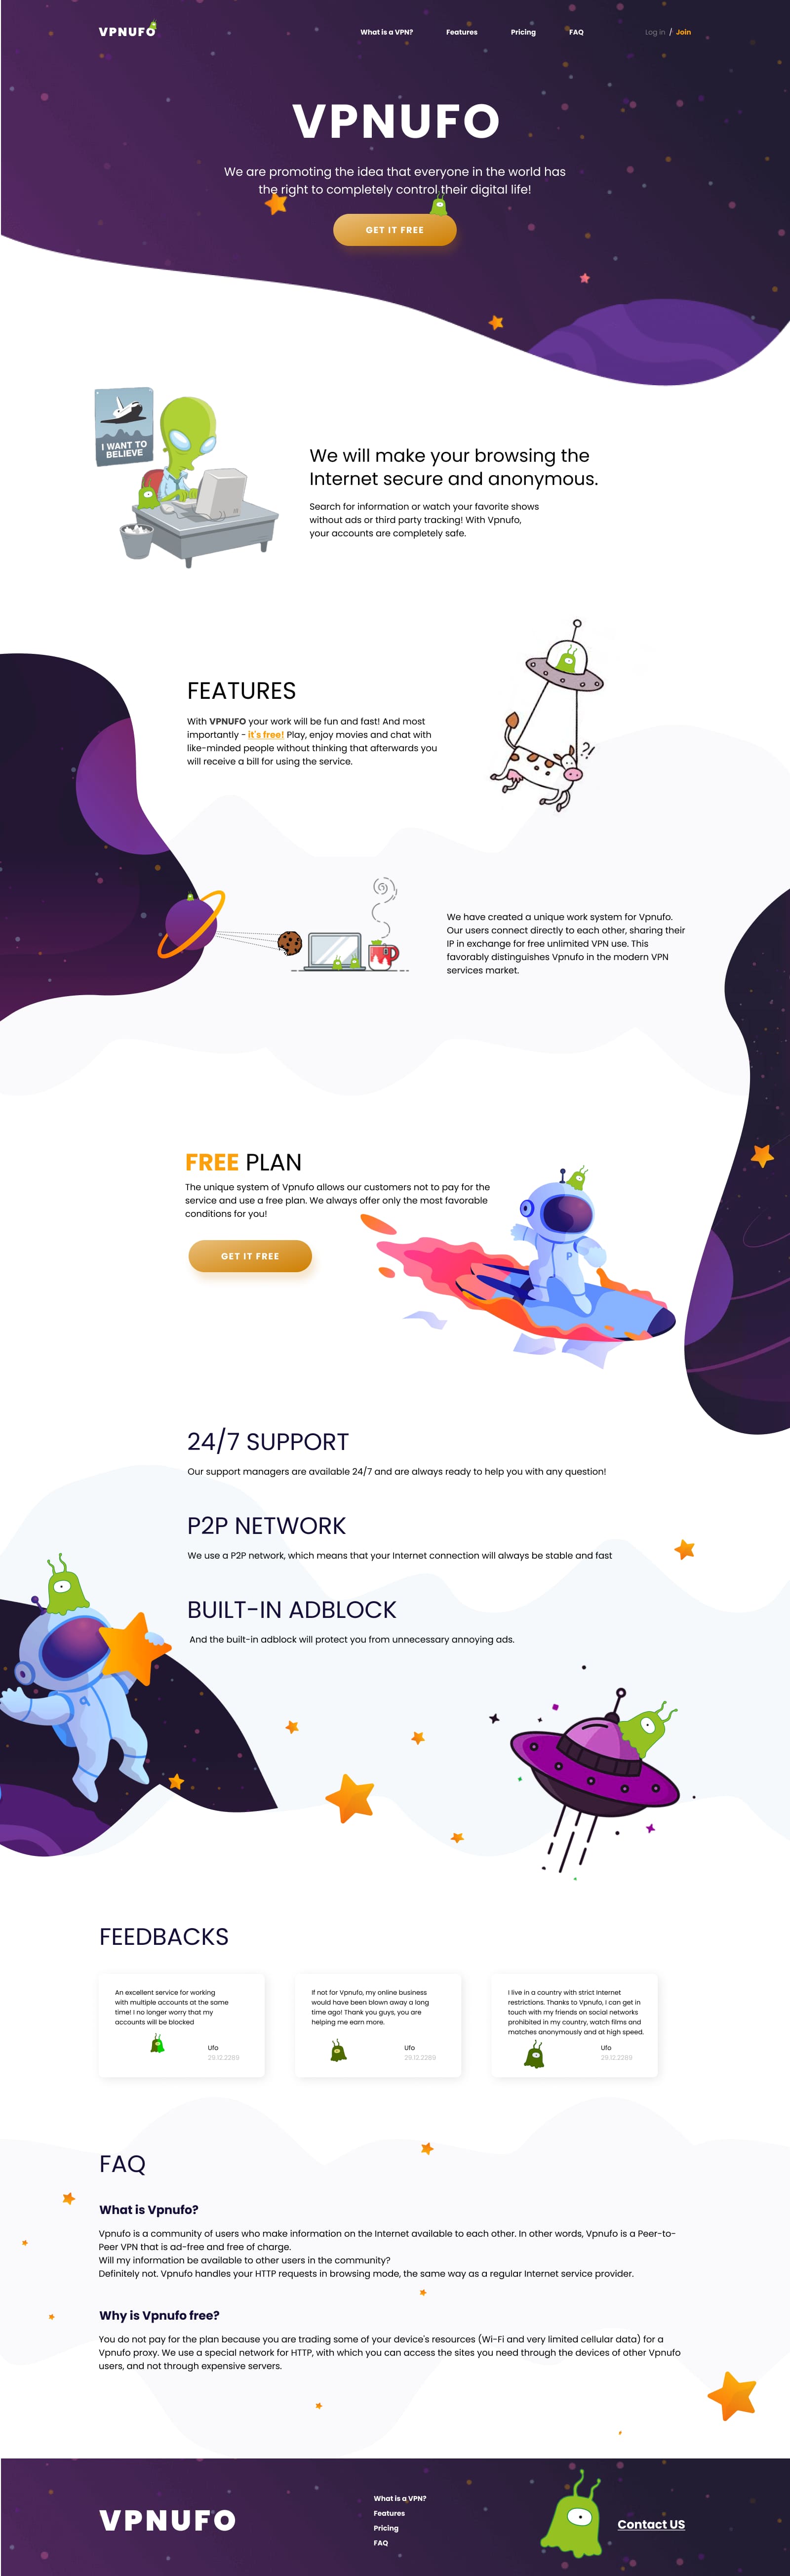 VPNUFO
What is a VPN?
Features
Pricing
FAQ
Log in / Join
VPNUFO
We are promoting the idea that everyone in the world has
the right to completely control their digital life!
GET IT FREE
I WANT TO
BELIEVE
We will make your browsing the
Internet secure and anonymous.
Search for information or watch your favorite shows
without ads or third party tracking! With Vpnufo,
your accounts are completely safe.
FEATURES
With VPNUFO your work will be fun and fast! And most
importantly - it's free! Play, enjoy movies and chat with
like-minded people without thinking that afterwards you
will receive a bill for using the service.
?!
We have created a unique work system for Vpnufo.
Our users connect directly to each other, sharing their
IP in exchange for free unlimited VPN use. This
favorably distinguishes Vpnufo in the modern VPN
services market.
FREE PLAN
The unique system of Vpnufo allows our customers not to pay for the
service and use a free plan. We always offer only the most favorable
conditions for you!
GET IT FREE
P
24/7 SUPPORT
Our support managers are available 24/7 and are always ready to help you with any question!
P2P NETWORK
We use a P2P network, which means that your Internet connection will always be stable and fast
BUILT-IN ADBLOCK
And the built-in adblock will protect you from unnecessary annoying ads.
FEEDBACKS
An excellent service for working
with multiple accounts at the same
time! I no longer worry that my
accounts will be blocked
Ufo
29.12.2289
If not for Vpnufo, my online business
would have been blown away a long
time ago! Thank you guys, you are
helping me earn more.
Ufo
29.12.2289
I live in a country with strict Internet
restrictions. Thanks to Vpnufo, I can get in
touch with my friends on social networks
prohibited in my country, watch films and
matches anonymously and at high speed.
Ufo
29.12.2289
FAQ
What is Vpnufo?
Vpnufo is a community of users who make information on the Internet available to each other. In other words, Vpnufo is a Peer-to-
Peer VPN that is ad-free and free of charge.
Will my information be available to other users in the community?
Definitely not. Vpnufo handles your HTTP requests in browsing mode, the same way as a regular Internet service provider.
Why is Vpnufo free?
You do not pay for the plan because you are trading some of your device's resources (Wi-Fi and very limited cellular data) for a
Vpnufo proxy. We use a special network for HTTP, with which you can access the sites you need through the devices of other Vpnufo
users, and not through expensive servers.
VPNUFO
What is a VPN?
Features
Pricing
FAQ
Contact US